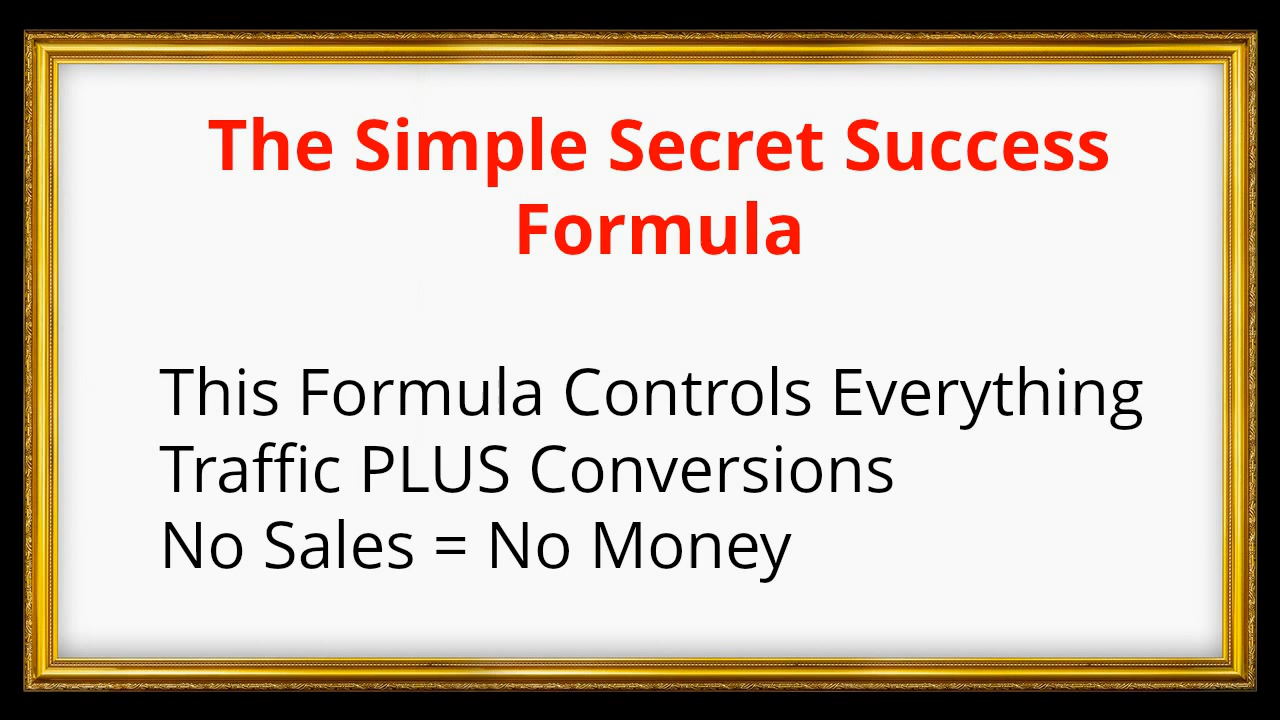 The Simple Secret Success
Formula
This Formula Controls Everything
Traffic PLUS Conversions
No Sales = No Money